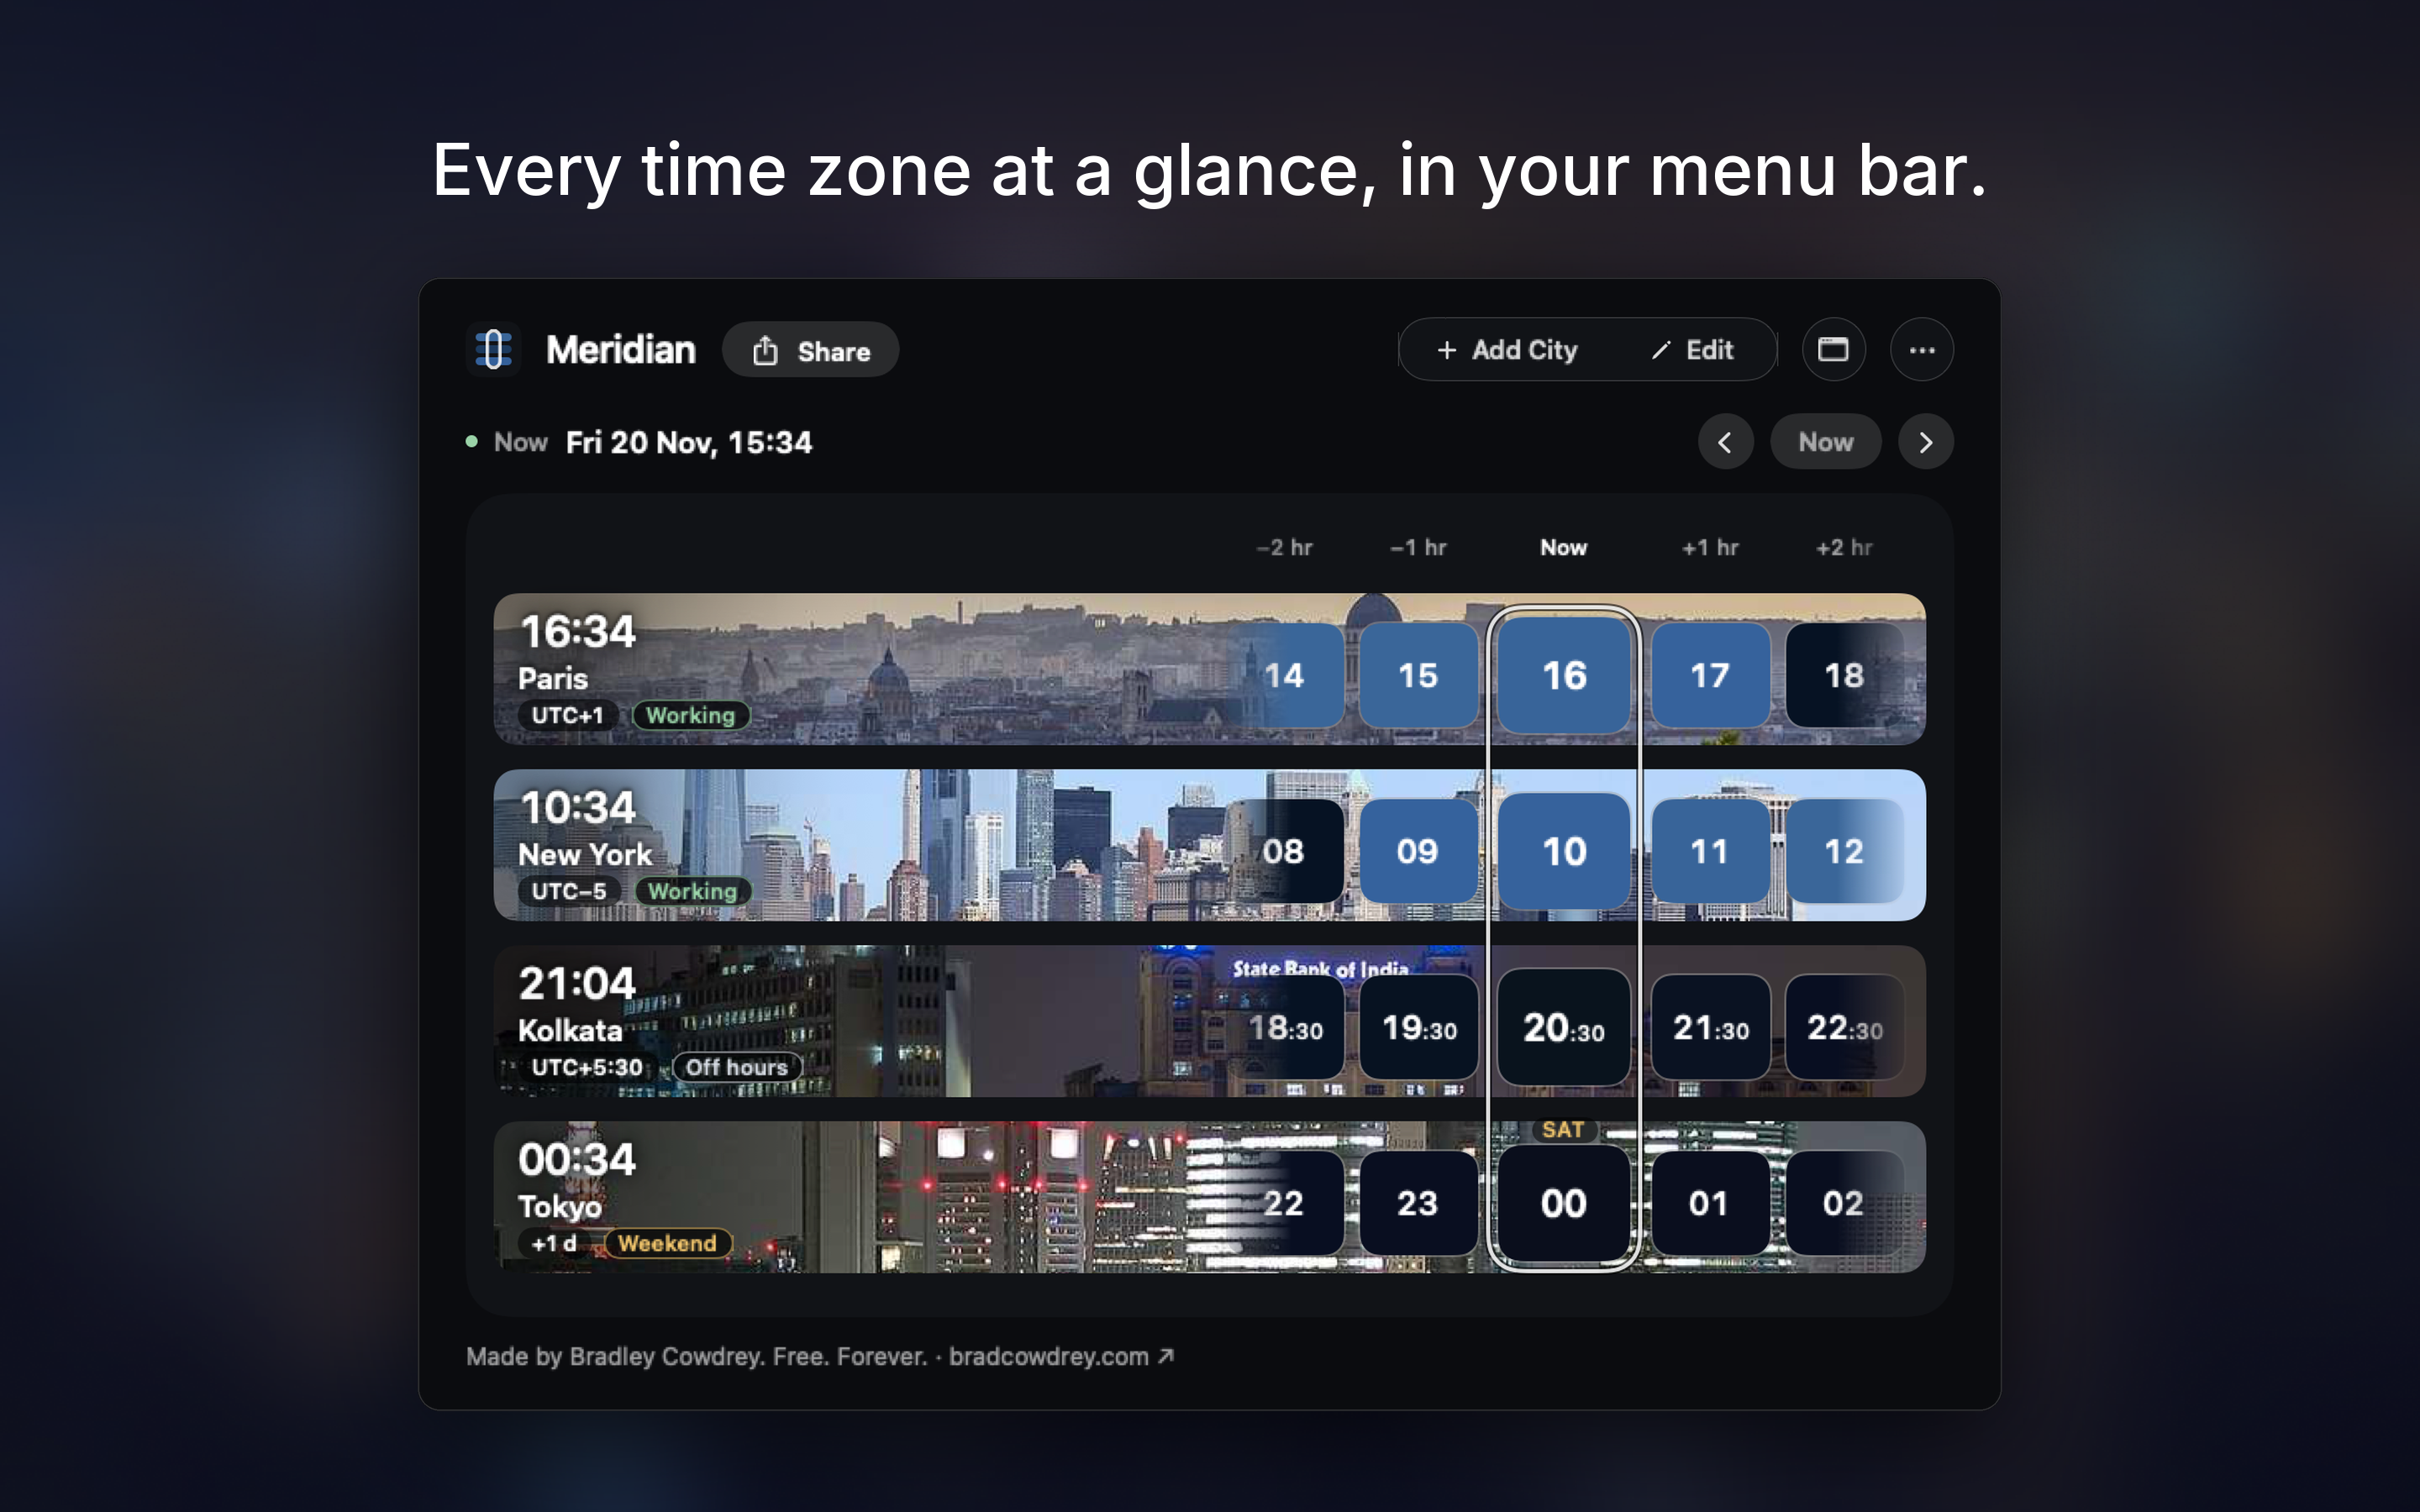 Every time zone at a glance, in your menu bar.
Meridian Share + Add City Edit ...
Now Fri 20 Nov, 15:34 < Now >
−2 hr −1 hr Now +1 hr +2 hr
16:34
Paris
UTC+1 Working
14 15 16 17 18
10:34
New York
UTC−5 Working
08 09 10 11 12
State Bank of India
21:04
Kolkata
UTC+5:30 Off hours
18:30 19:30 20:30 21:30 22:30
SAT
00:34
Tokyo
+1 d Weekend
22 23 00 01 02
Made by Bradley Cowdrey. Free. Forever. · bradcowdrey.com ↗